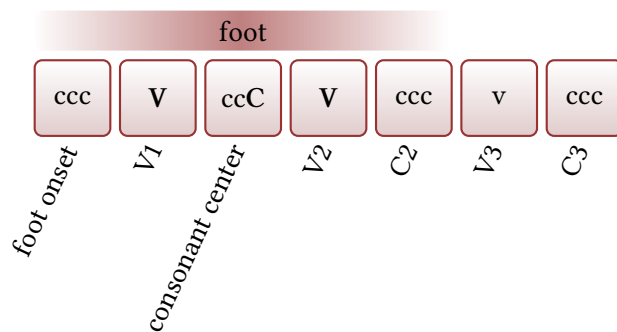 foot
ccc V ccC V ccc v ccc
foot onset V1 consonant center V2 C2 V3 C3